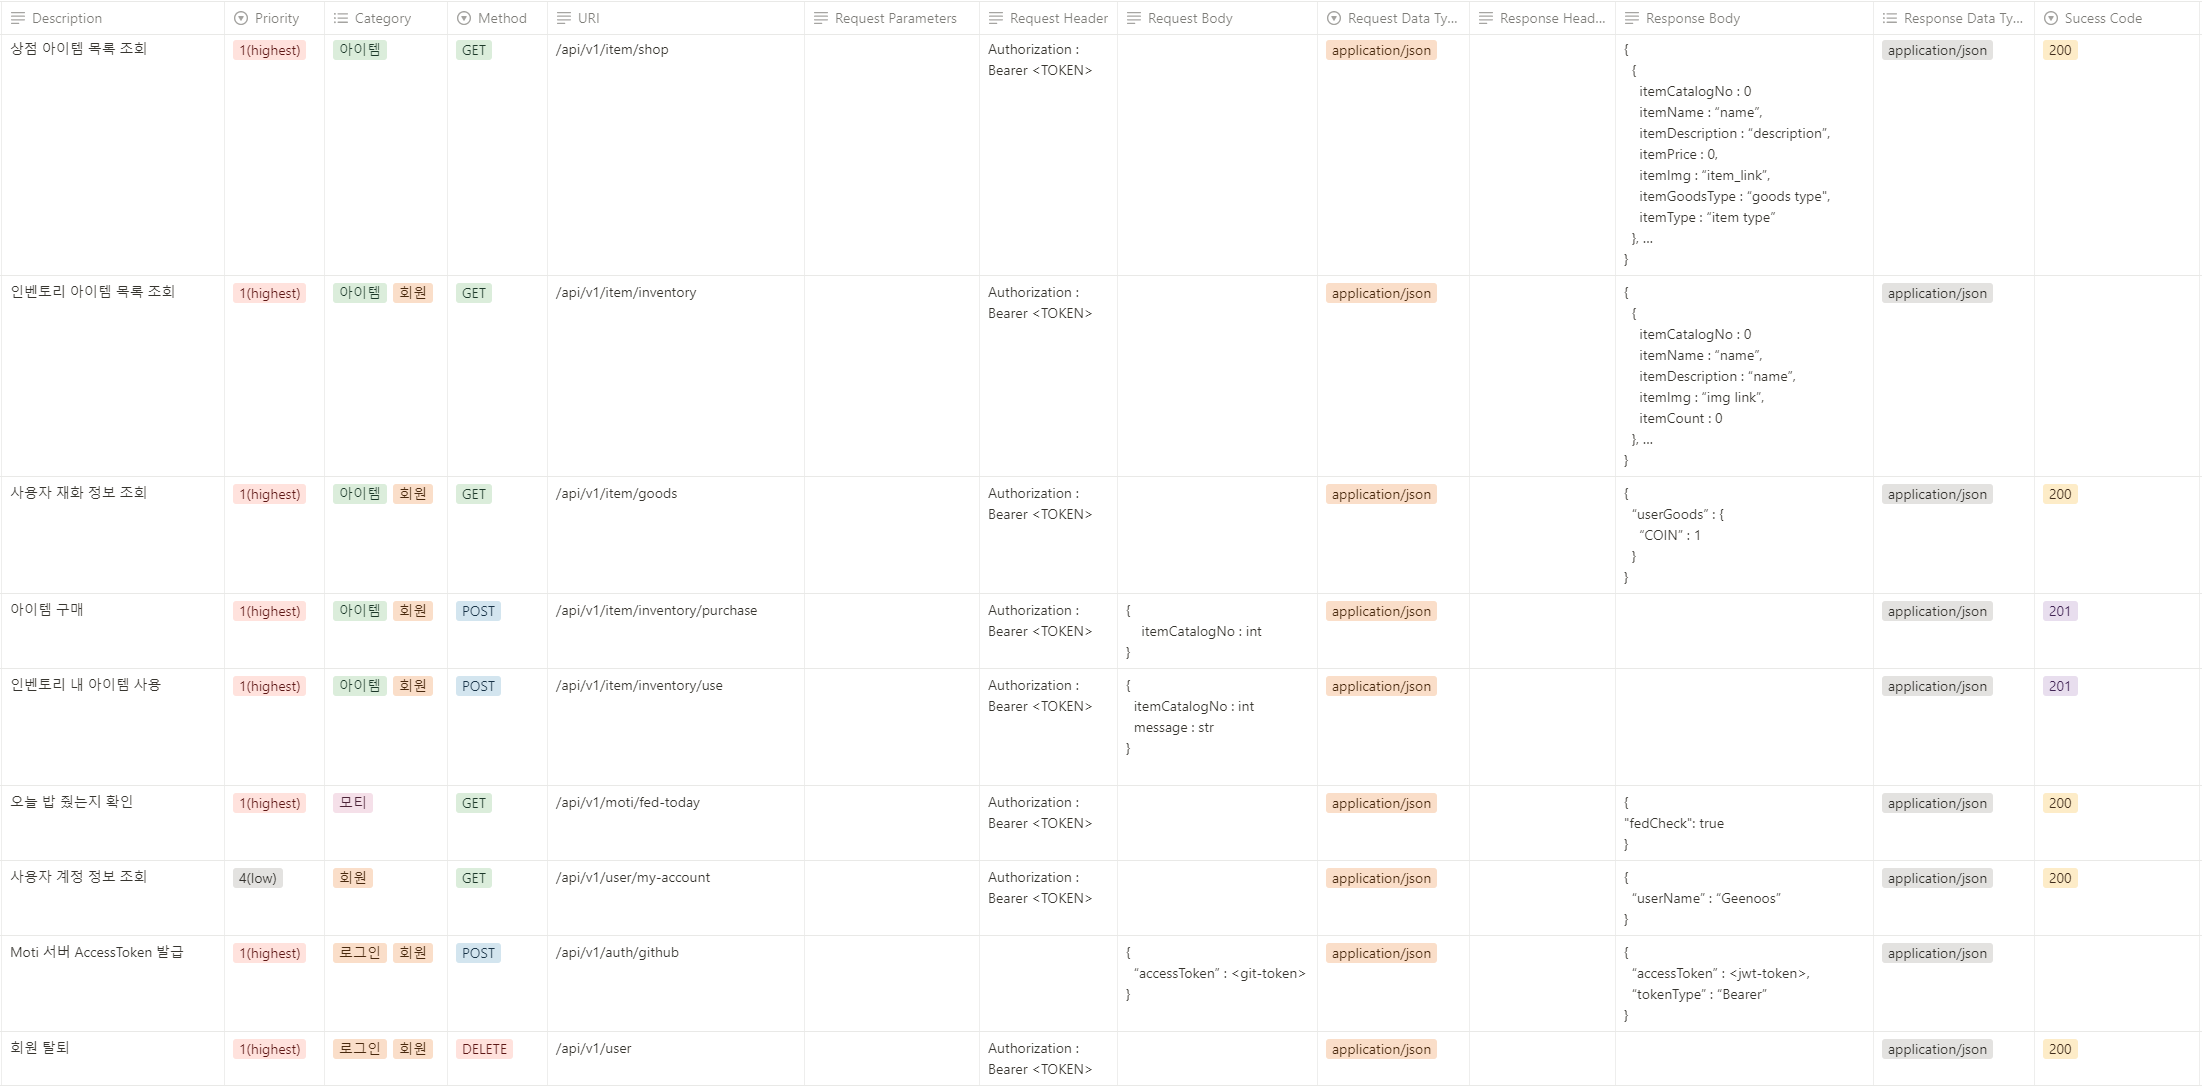 Description Priority Category Method URI Request Parameters Request Header Request Body Request Data Ty... Response Head... Response Body Response Data Ty... Sucess Code
상점 아이템 목록 조회 1(highest) 아이템 GET /api/v1/item/shop Authorization : application/json { application/json 200
Bearer <TOKEN> {
itemCatalogNo : 0
itemName : “name”,
itemDescription : “description”,
itemPrice : 0,
itemImg : “item_link”,
itemGoodsType : “goods type",
itemType : “item type”
}, ...
}
인벤토리 아이템 목록 조회 1(highest) 아이템 회원 GET /api/v1/item/inventory Authorization : application/json { application/json
Bearer <TOKEN> {
itemCatalogNo : 0
itemName : “name”,
itemDescription : “name”,
itemImg : “img link”,
itemCount : 0
}, ...
}
사용자 재화 정보 조회 1(highest) 아이템 회원 GET /api/v1/item/goods Authorization : application/json { application/json 200
Bearer <TOKEN> “userGoods” : {
“COIN” : 1
}
}
아이템 구매 1(highest) 아이템 회원 POST /api/v1/item/inventory/purchase Authorization : { application/json application/json 201
Bearer <TOKEN> itemCatalogNo : int
}
인벤토리 내 아이템 사용 1(highest) 아이템 회원 POST /api/v1/item/inventory/use Authorization : { application/json application/json 201
Bearer <TOKEN> itemCatalogNo : int
message : str
}
오늘 밥 줬는지 확인 1(highest) 모티 GET /api/v1/moti/fed-today Authorization : application/json { application/json 200
Bearer <TOKEN> "fedCheck": true
}
사용자 계정 정보 조회 4(low) 회원 GET /api/v1/user/my-account Authorization : application/json { application/json 200
Bearer <TOKEN> “userName” : “Geenoos”
}
Moti 서버 AccessToken 발급 1(highest) 로그인 회원 POST /api/v1/auth/github { application/json { application/json
“accessToken” : <git-token> “accessToken” : <jwt-token>,
} “tokenType” : “Bearer”
}
회원 탈퇴 1(highest) 로그인 회원 DELETE /api/v1/user Authorization : application/json application/json 200
Bearer <TOKEN>